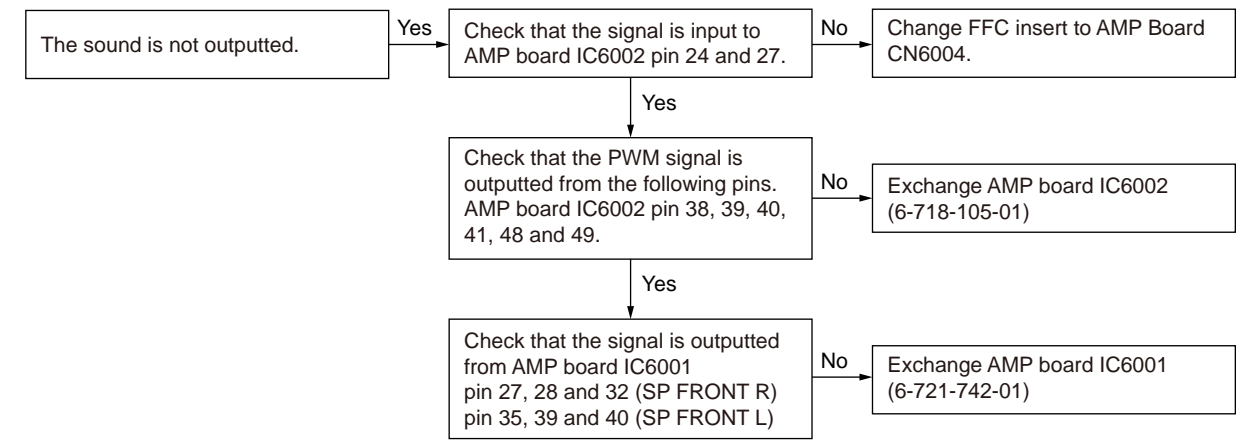 The sound is not outputted.
Yes
Check that the signal is input to
AMP board IC6002 pin 24 and 27.
No
Change FFC insert to AMP Board
CN6004.
Yes
Check that the PWM signal is
outputted from the following pins.
AMP board IC6002 pin 38, 39, 40,
41, 48 and 49.
No
Exchange AMP board IC6002
(6-718-105-01)
Yes
Check that the signal is outputted
from AMP board IC6001
pin 27, 28 and 32 (SP FRONT R)
pin 35, 39 and 40 (SP FRONT L)
No
Exchange AMP board IC6001
(6-721-742-01)